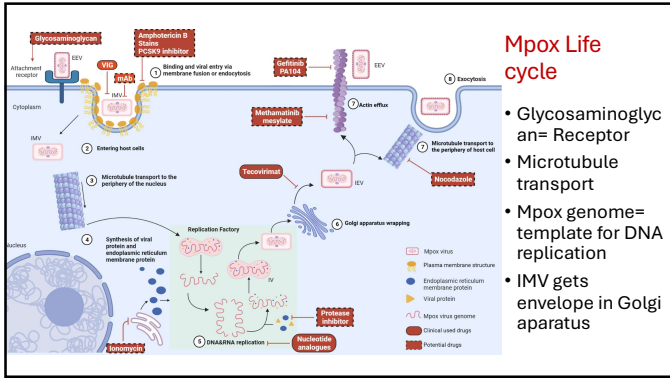 Glycosaminoglycan
EEV
Attachment
receptor
VIG
mAb
IMV
Amphotericin B
Stains
PCSK9 inhibitor
1 Binding and viral entry via
membrane fusion or endocytosis
Gefitinib
PA104
EEV
8 Exocytosis
Cytoplasm
IMV
2 Entering host cells
Methamatinib
mesylate
7 Actin efflux
7 Microtubule transport to
the periphery of host cell
3 Microtubule transport to the
periphery of the nucleus
Tecovirimat
IEV
Nocodazole
6 Golgi apparatus wrapping
Nucleus
4 Synthesis of viral
protein and
endoplasmic reticulum
membrane protein
Replication Factory
IV
Ionomycin
Protease
inhibitor
5 DNA&RNA replication
Nucleotide
analogues
Mpox virus
Plasma membrane structure
Endoplasmic reticulum
membrane protein
Viral protein
Mpox virus genome
Clinical used drugs
Potential drugs
Mpox Life
cycle
• Glycosaminoglyc
an= Receptor
• Microtubule
transport
• Mpox genome=
template for DNA
replication
• IMV gets
envelope in Golgi
aparatus